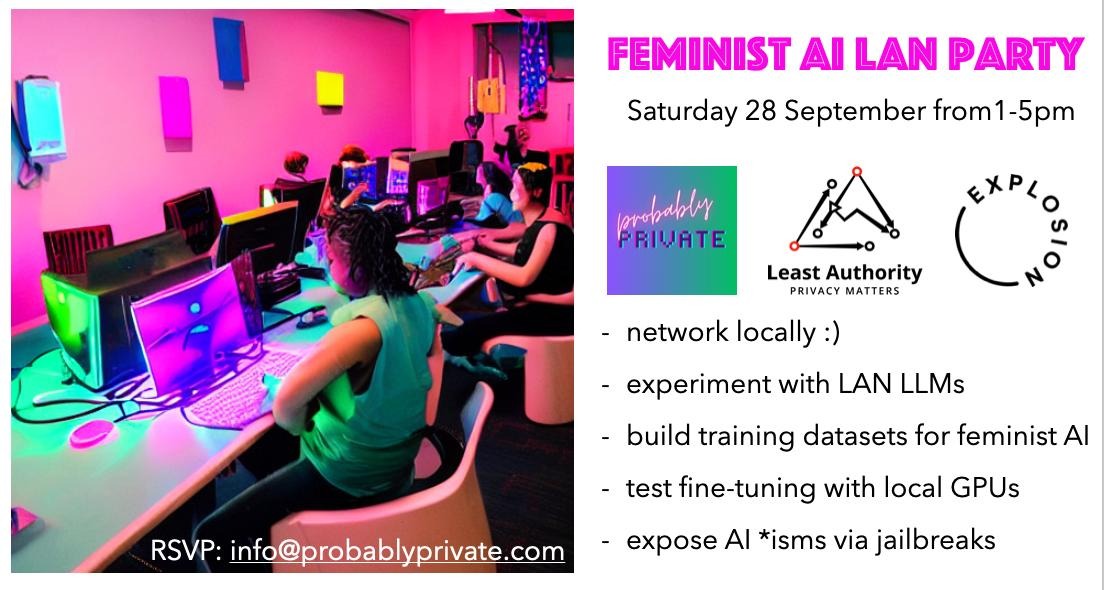 FEMINIST AI LAN PARTY
Saturday 28 September from1-5pm
probably
PRIVATE
Least Authority
PRIVACY MATTERS
EXPLOSION
- network locally :)
- experiment with LAN LLMs
- build training datasets for feminist AI
- test fine-tuning with local GPUs
- expose AI *isms via jailbreaks
RSVP: info@probablyprivate.com